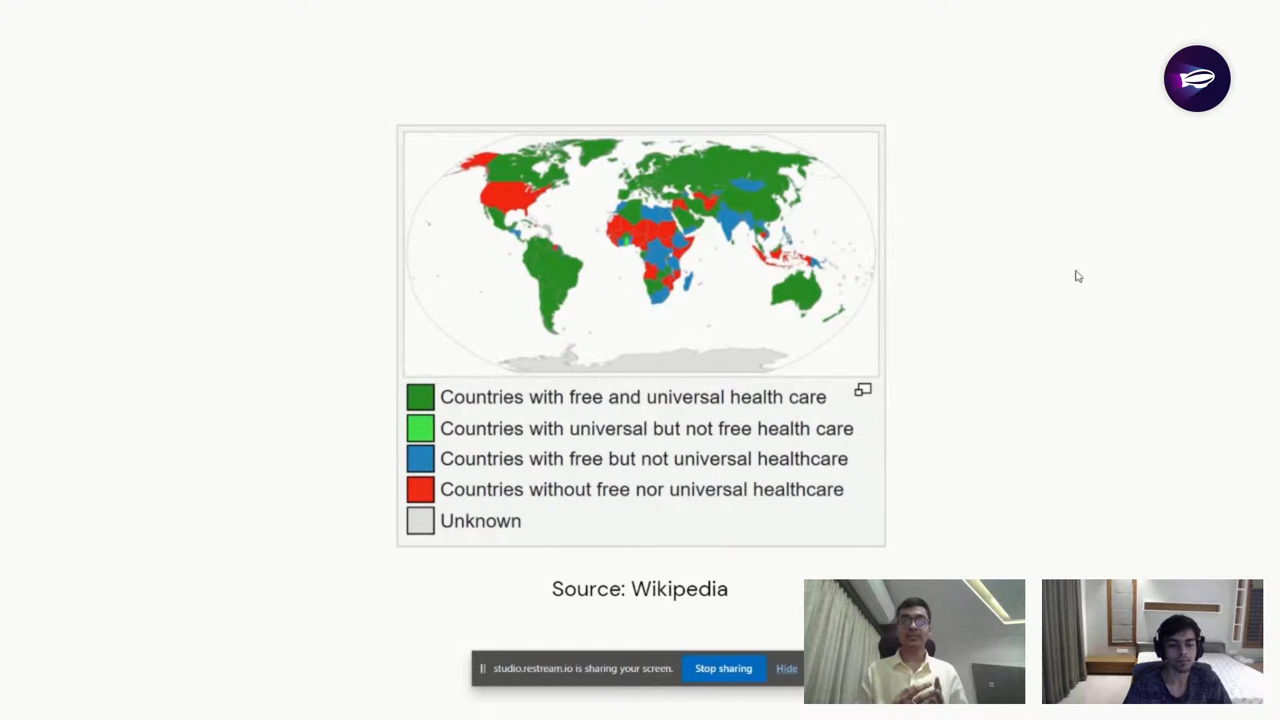 Countries with free and universal health care
Countries with universal but not free health care
Countries with free but not universal healthcare
Countries without free nor universal healthcare
Unknown
Source: Wikipedia
studio.restream.io is sharing your screen. Stop sharing Hide